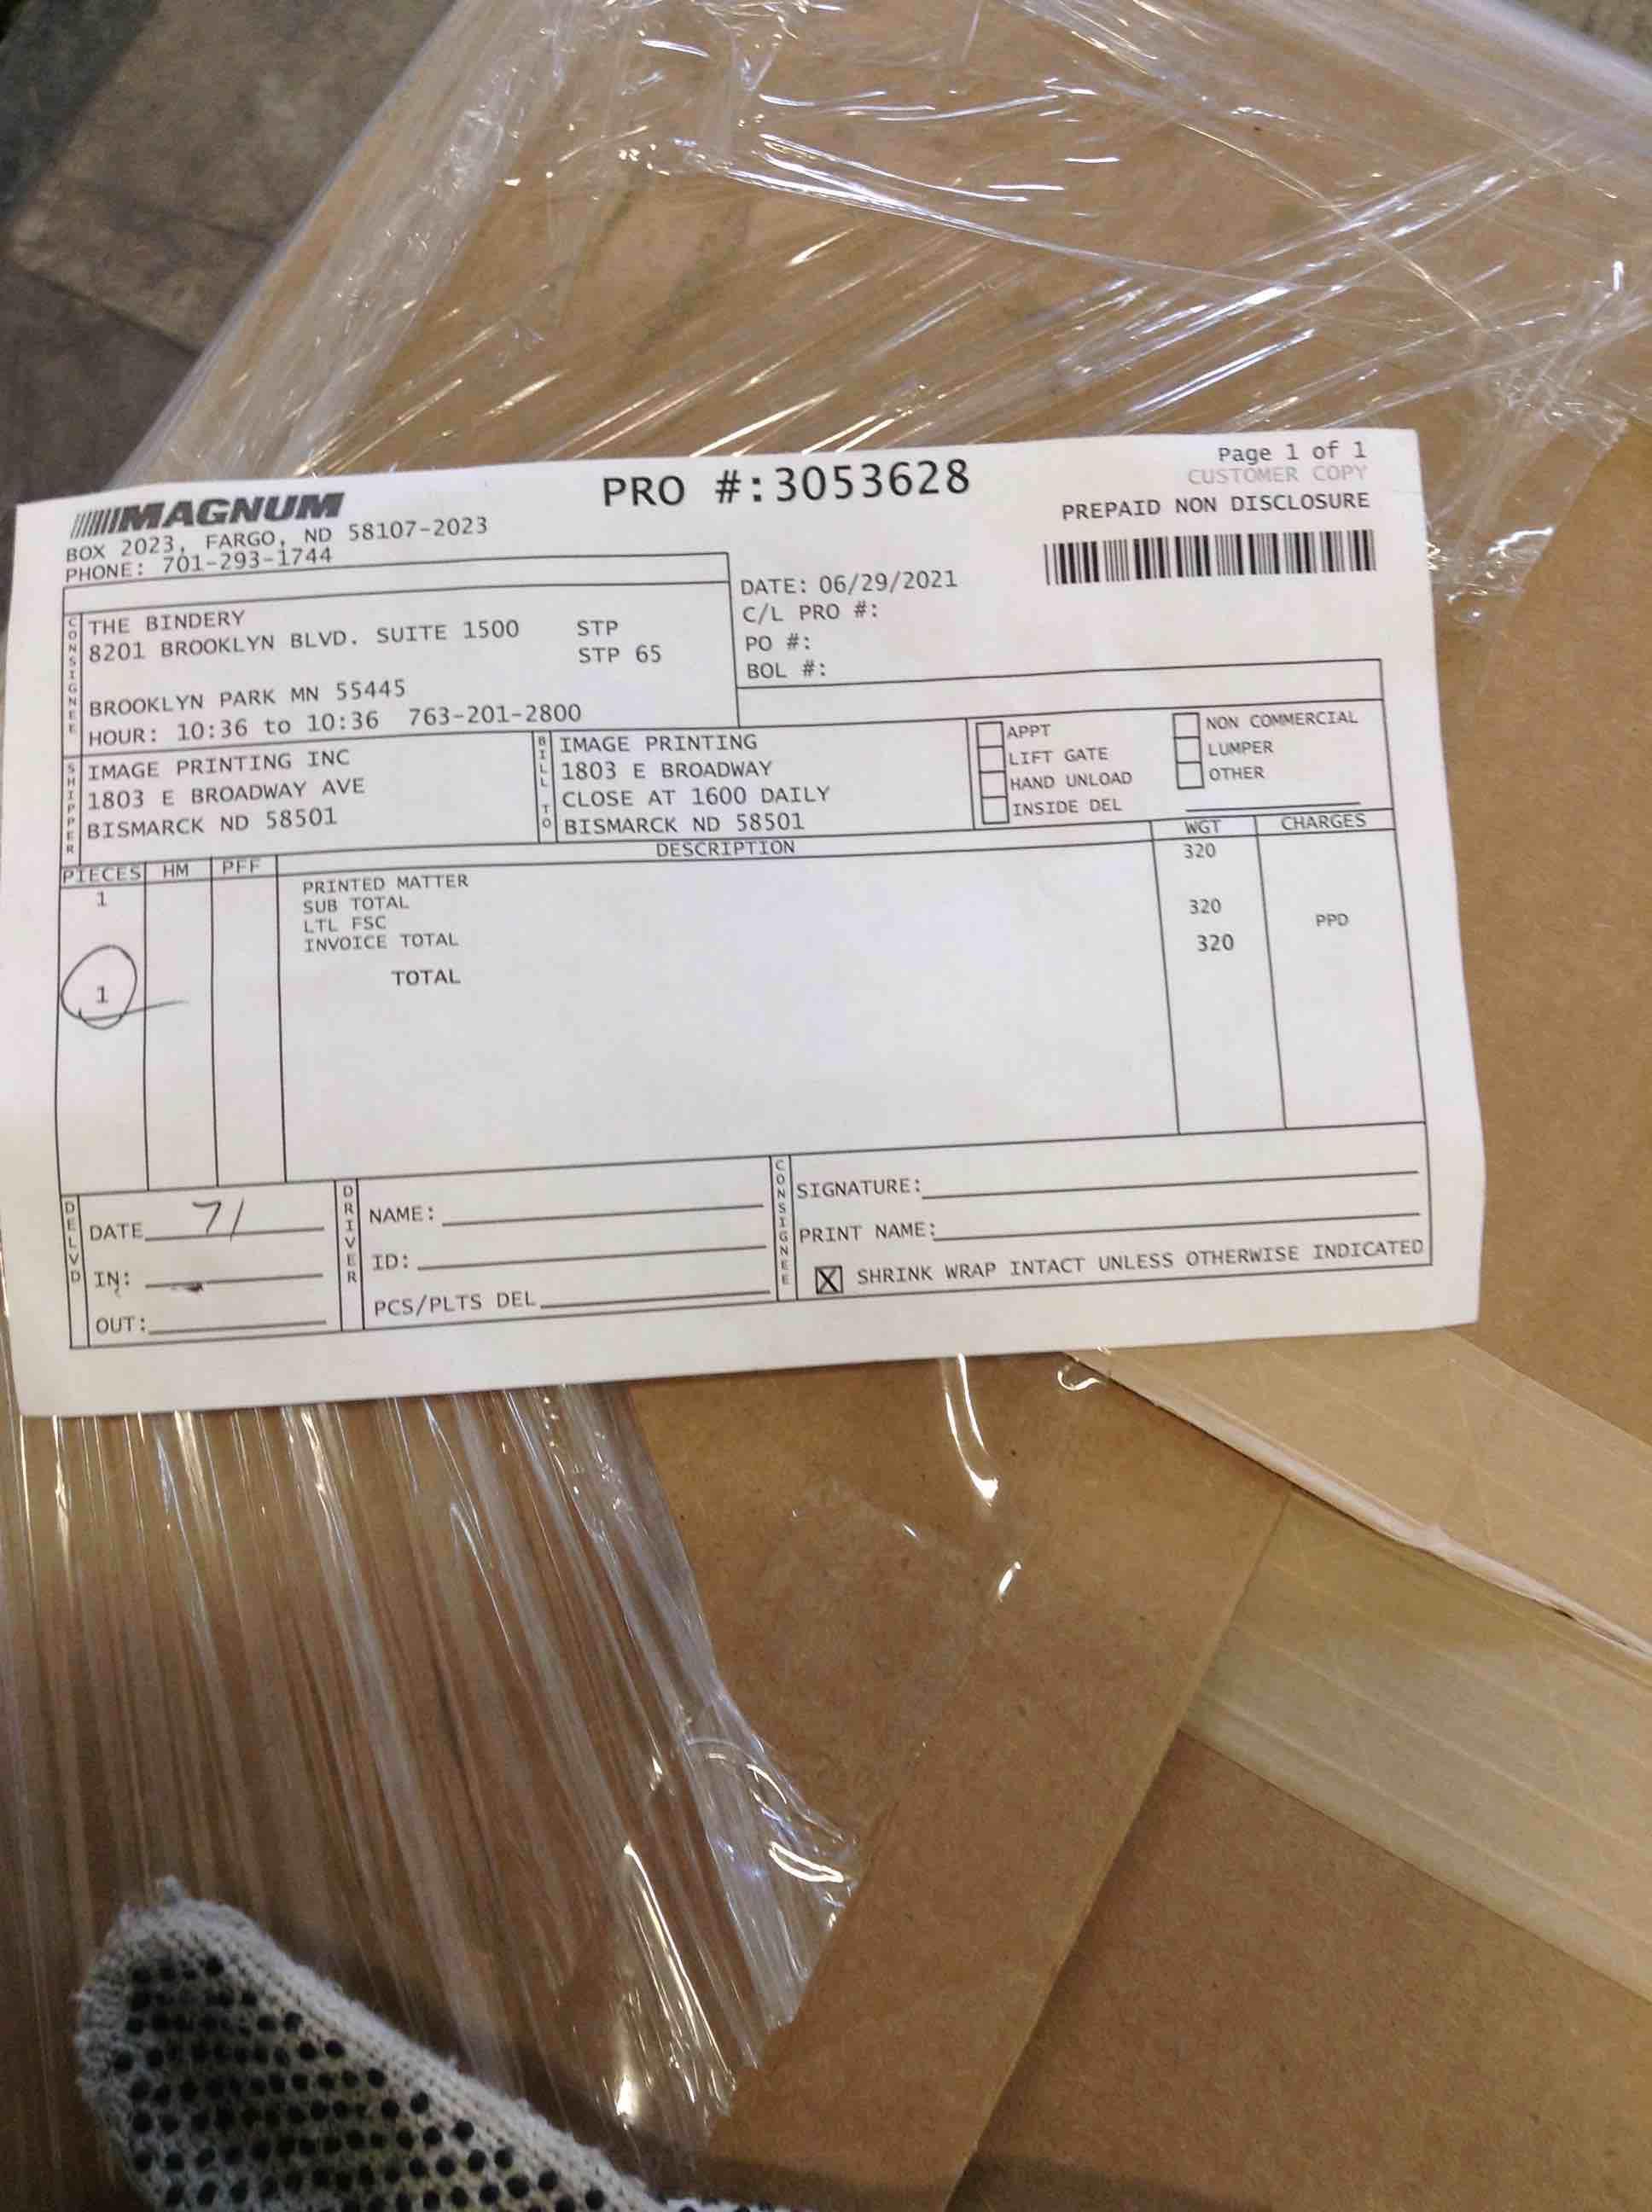 MAGNUM
BOX 2023, FARGO, ND 58107-2023
PHONE: 701-293-1744
PRO #:3053628
Page 1 of 1
CUSTOMER COPY
PREPAID NON DISCLOSURE
CONSIGNEE
THE BINDERY
8201 BROOKLYN BLVD. SUITE 1500 STP
STP 65
BROOKLYN PARK MN 55445
HOUR: 10:36 to 10:36 763-201-2800
DATE: 06/29/2021
C/L PRO #:
PO #:
BOL #:
SHIPPER
IMAGE PRINTING INC
1803 E BROADWAY AVE
BISMARCK ND 58501
BILL TO
IMAGE PRINTING
1803 E BROADWAY
CLOSE AT 1600 DAILY
BISMARCK ND 58501
APPT
LIFT GATE
HAND UNLOAD
INSIDE DEL
NON COMMERCIAL
LUMPER
OTHER
PIECES HM PFF DESCRIPTION WGT CHARGES
1 PRINTED MATTER 320
SUB TOTAL 320
LTL FSC
INVOICE TOTAL PPD
1 TOTAL 320
DELVD
DATE 7/
IN:
OUT:
DRIVER
NAME:
ID:
PCS/PLTS DEL
CONSIGNEE
SIGNATURE:
PRINT NAME:
X SHRINK WRAP INTACT UNLESS OTHERWISE INDICATED